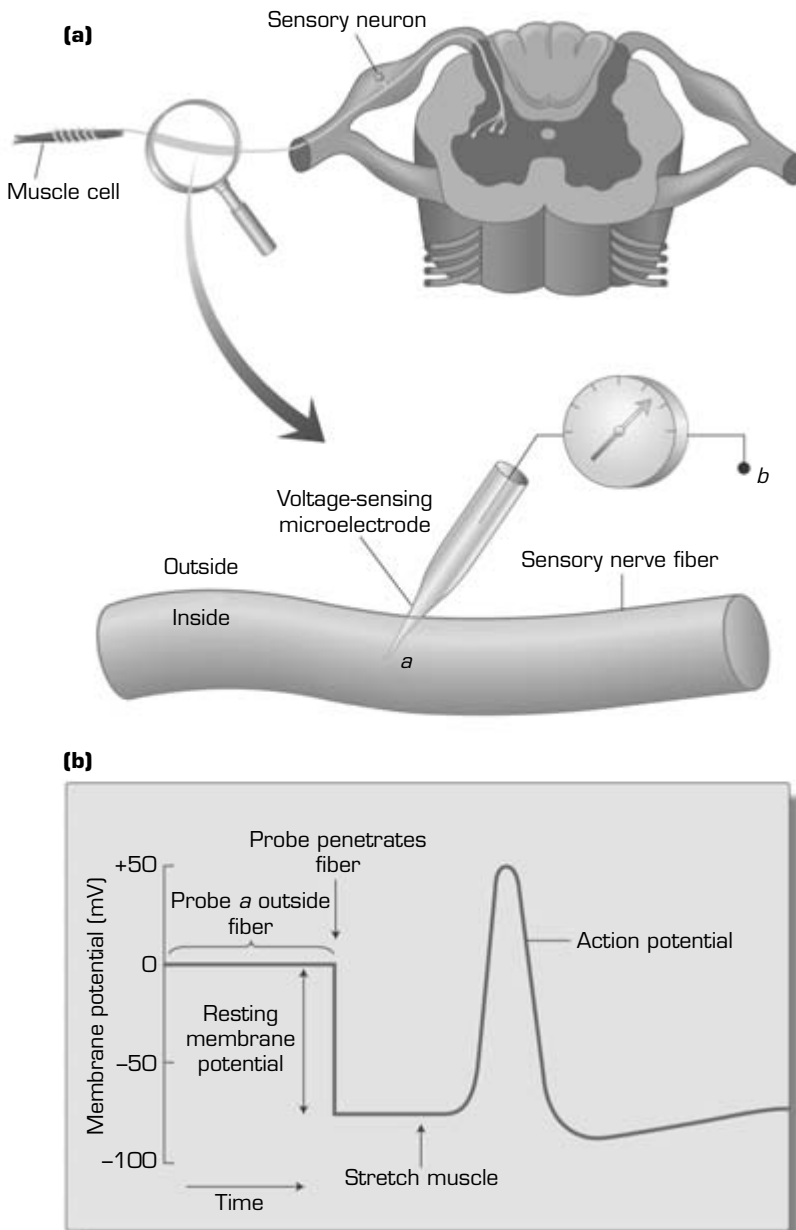 (a)
Sensory neuron
Muscle cell
b
Voltage-sensing
microelectrode
Sensory nerve fiber
Outside
Inside
a
(b)
Membrane potential (mV)
+50
0
−50
−100
Probe penetrates
fiber
Probe a outside
fiber
Action potential
Resting
membrane
potential
Stretch muscle
Time